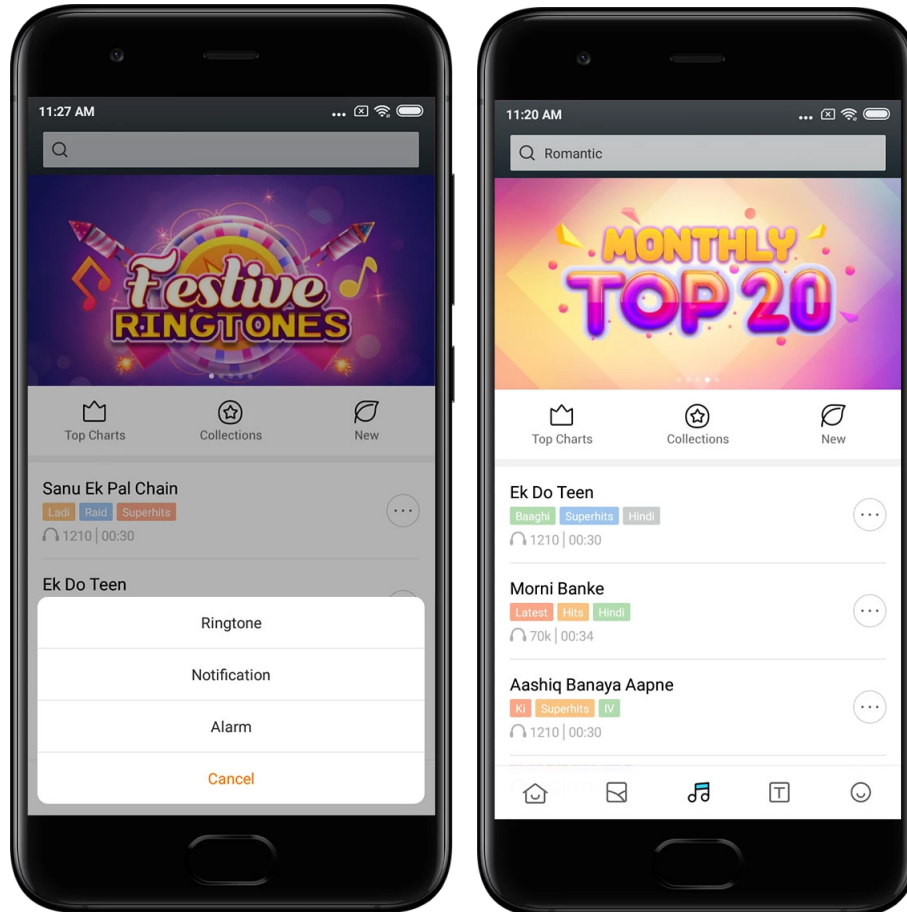 11:27 AM
Festive
RINGTONES
Top Charts
Collections
New
Sanu Ek Pal Chain
Ladi
Raid
Superhits
1210 | 00:30
Ek Do Teen
Ringtone
Notification
Alarm
Cancel
11:20 AM
Romantic
MONTHLY
TOP 20
Top Charts
Collections
New
Ek Do Teen
Baaghi
Superhits
Hindi
1210 | 00:30
Morni Banke
Latest
Hits
Hindi
70k | 00:34
Aashiq Banaya Aapne
Ki
Superhits
IV
1210 | 00:30
T